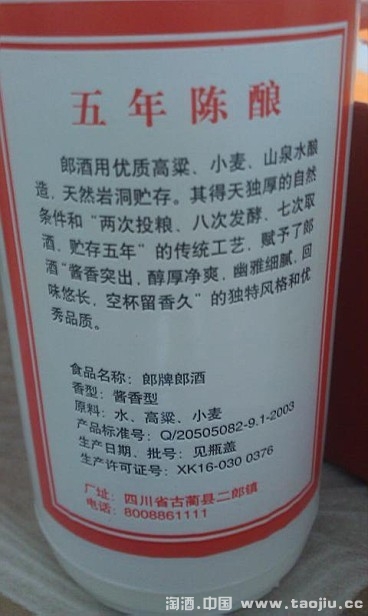 五年陈酿
郎酒用优质高粱、小麦、山泉水酿
造，天然岩洞贮存。其得天独厚的自然
条件和“两次投粮、八次发酵、七次取
酒、贮存五年”的传统工艺，赋予了郎
酒“酱香突出，醇厚净爽，幽雅细腻，回
味悠长，空杯留香久”的独特风格和优
秀品质。
食品名称：郎牌郎酒
香型：酱香型
原料：水、高粱、小麦
产品标准号：Q/20505082-9.1-2003
生产日期、批号：见瓶盖
生产许可证号：XK16-030 0376
厂址：四川省古蔺县二郎镇
电话：8008861111
淘酒.中国 www.taojiu.cc